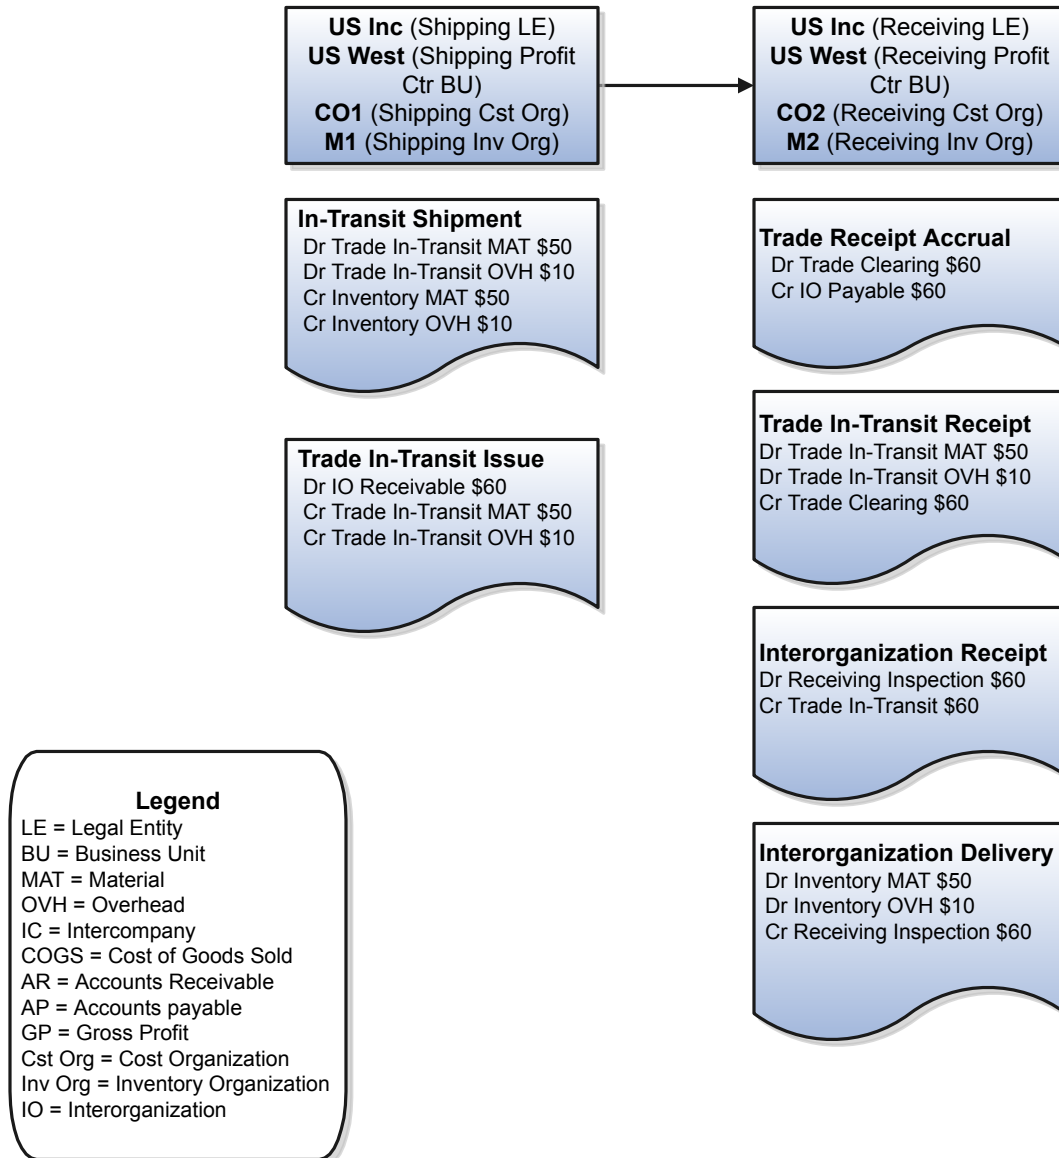 US Inc (Shipping LE)
US West (Shipping Profit
Ctr BU)
CO1 (Shipping Cst Org)
M1 (Shipping Inv Org)
US Inc (Receiving LE)
US West (Receiving Profit
Ctr BU)
CO2 (Receiving Cst Org)
M2 (Receiving Inv Org)
In-Transit Shipment
Dr Trade In-Transit MAT $50
Dr Trade In-Transit OVH $10
Cr Inventory MAT $50
Cr Inventory OVH $10
Trade In-Transit Issue
Dr IO Receivable $60
Cr Trade In-Transit MAT $50
Cr Trade In-Transit OVH $10
Trade Receipt Accrual
Dr Trade Clearing $60
Cr IO Payable $60
Trade In-Transit Receipt
Dr Trade In-Transit MAT $50
Dr Trade In-Transit OVH $10
Cr Trade Clearing $60
Interorganization Receipt
Dr Receiving Inspection $60
Cr Trade In-Transit $60
Interorganization Delivery
Dr Inventory MAT $50
Dr Inventory OVH $10
Cr Receiving Inspection $60
Legend
LE = Legal Entity
BU = Business Unit
MAT = Material
OVH = Overhead
IC = Intercompany
COGS = Cost of Goods Sold
AR = Accounts Receivable
AP = Accounts payable
GP = Gross Profit
Cst Org = Cost Organization
Inv Org = Inventory Organization
IO = Interorganization